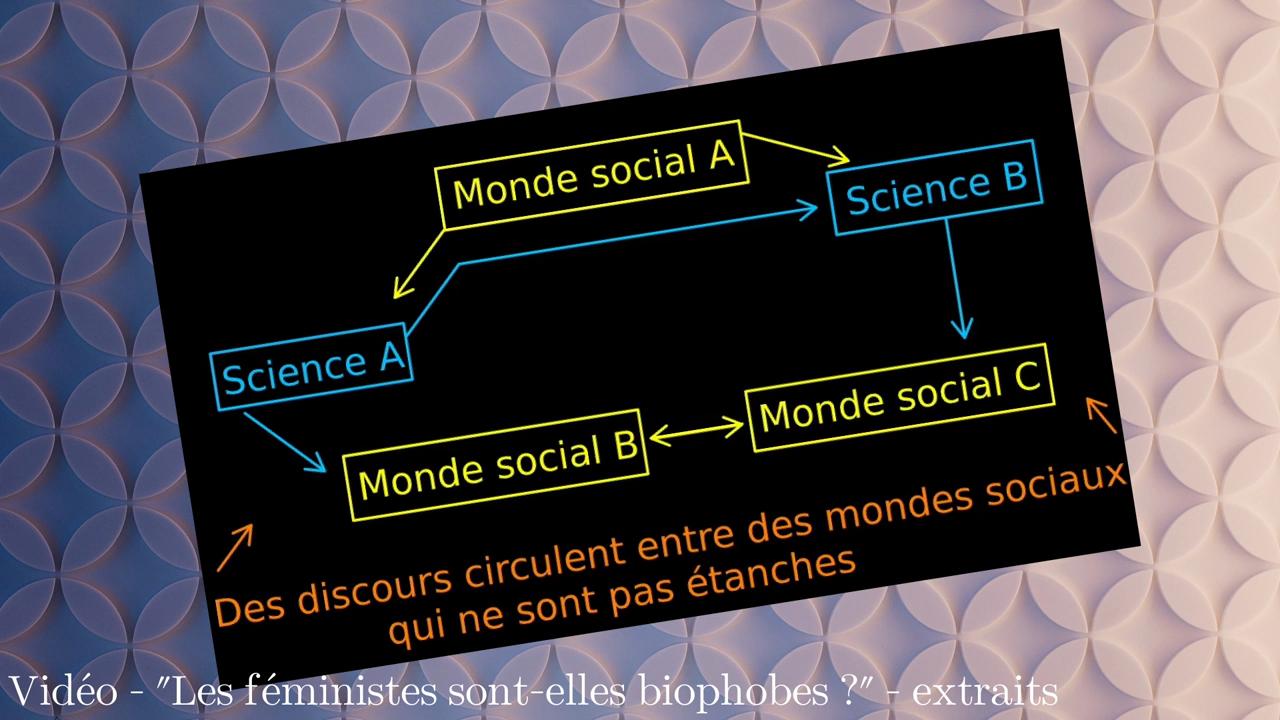 Monde social A
Science B
Science A
Monde social C
Monde social B
Des discours circulent entre des mondes sociaux
qui ne sont pas étanches
Vidéo - "Les féministes sont-elles biophobes ?" - extraits